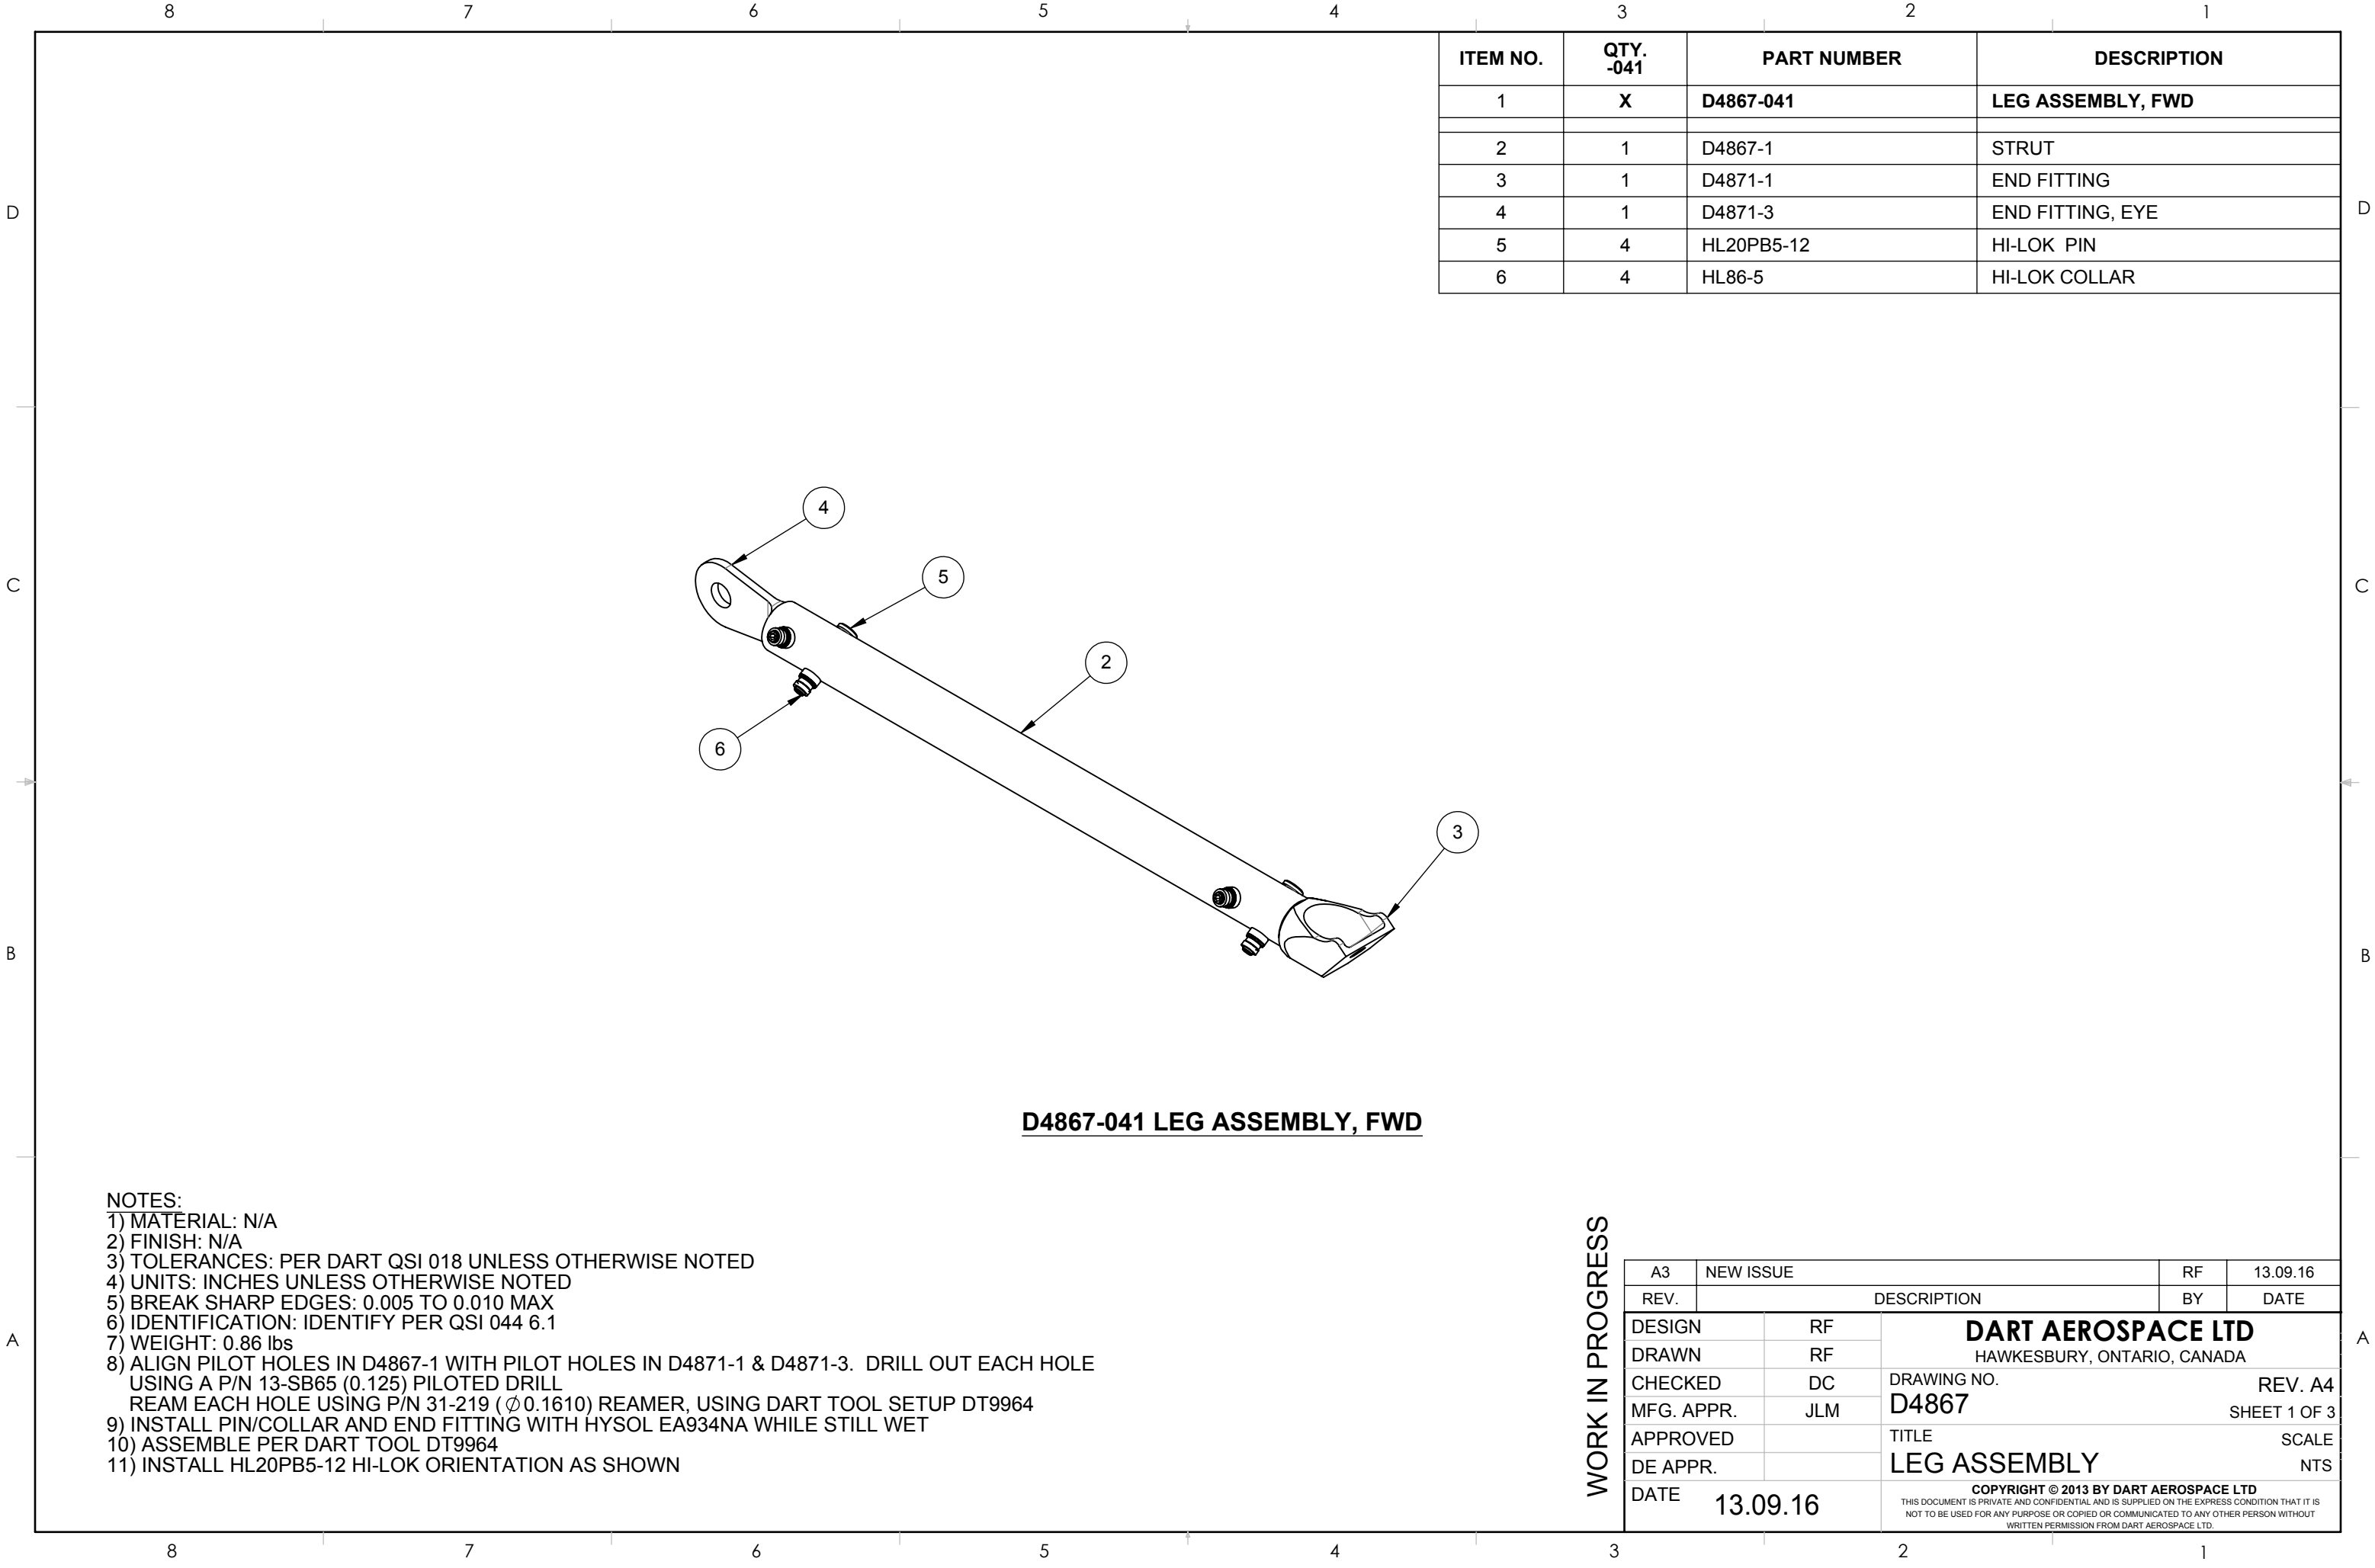 8 7 6 5 4 3 2 1
ITEM NO. QTY. -041 PART NUMBER DESCRIPTION
1 X D4867-041 LEG ASSEMBLY, FWD
2 1 D4867-1 STRUT
3 1 D4871-1 END FITTING
4 1 D4871-3 END FITTING, EYE
5 4 HL20PB5-12 HI-LOK PIN
6 4 HL86-5 HI-LOK COLLAR
D D
4
5
C C
2
6
3
B B
D4867-041 LEG ASSEMBLY, FWD
NOTES:
1) MATERIAL: N/A
2) FINISH: N/A
3) TOLERANCES: PER DART QSI 018 UNLESS OTHERWISE NOTED
4) UNITS: INCHES UNLESS OTHERWISE NOTED
5) BREAK SHARP EDGES: 0.005 TO 0.010 MAX
6) IDENTIFICATION: IDENTIFY PER QSI 044 6.1
7) WEIGHT: 0.86 lbs
8) ALIGN PILOT HOLES IN D4867-1 WITH PILOT HOLES IN D4871-1 & D4871-3. DRILL OUT EACH HOLE
USING A P/N 13-SB65 (0.125) PILOTED DRILL
REAM EACH HOLE USING P/N 31-219 (∅0.1610) REAMER, USING DART TOOL SETUP DT9964
9) INSTALL PIN/COLLAR AND END FITTING WITH HYSOL EA934NA WHILE STILL WET
10) ASSEMBLE PER DART TOOL DT9964
11) INSTALL HL20PB5-12 HI-LOK ORIENTATION AS SHOWN
A A
WORK IN PROGRESS
A3 NEW ISSUE RF 13.09.16
REV. DESCRIPTION BY DATE
DESIGN RF
DRAWN RF
CHECKED DC
MFG. APPR. JLM
APPROVED
DE APPR.
DATE 13.09.16
DART AEROSPACE LTD
HAWKESBURY, ONTARIO, CANADA
DRAWING NO. REV. A4
D4867 SHEET 1 OF 3
TITLE SCALE
LEG ASSEMBLY NTS
COPYRIGHT © 2013 BY DART AEROSPACE LTD
THIS DOCUMENT IS PRIVATE AND CONFIDENTIAL AND IS SUPPLIED ON THE EXPRESS CONDITION THAT IT IS
NOT TO BE USED FOR ANY PURPOSE OR COPIED OR COMMUNICATED TO ANY OTHER PERSON WITHOUT
WRITTEN PERMISSION FROM DART AEROSPACE LTD.
8 7 6 5 4 3 2 1